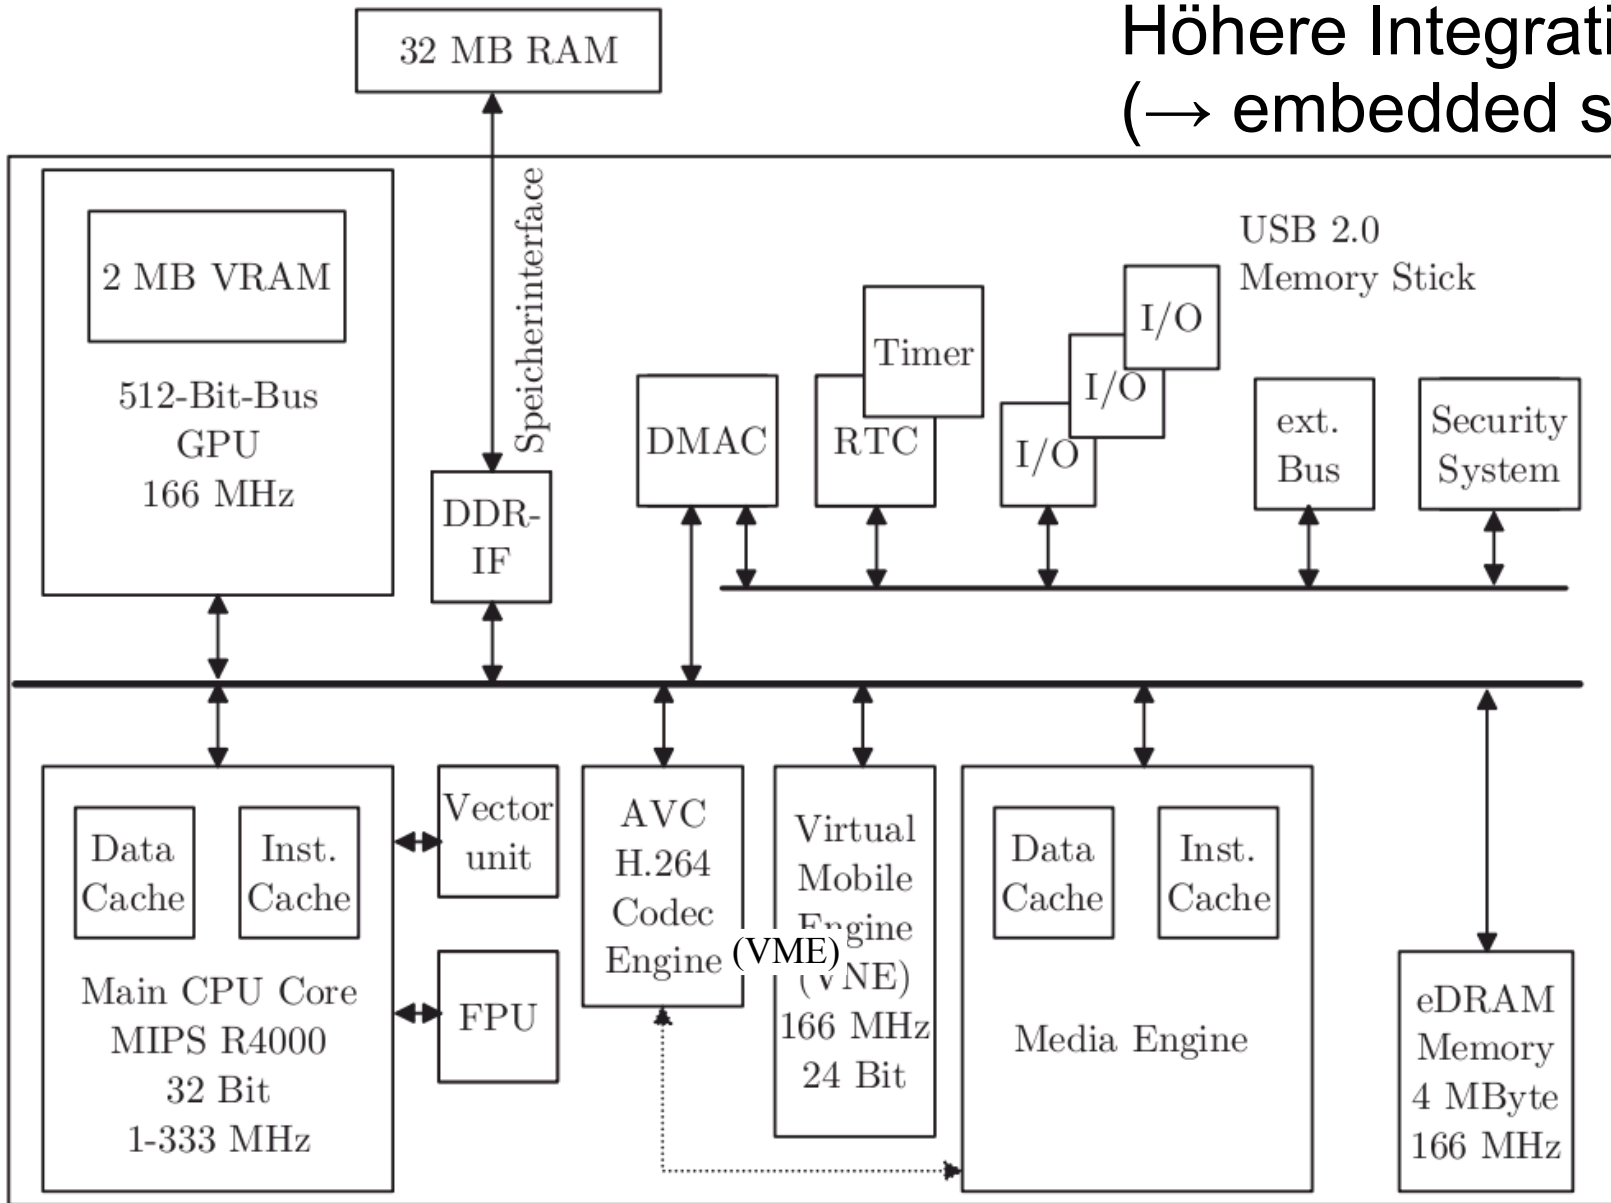 Höhere Integrati
(→ embedded s
32 MB RAM
Speicherinterface
2 MB VRAM
512-Bit-Bus
GPU
166 MHz
DDR-
IF
DMAC
Timer
RTC
I/O
I/O
I/O
USB 2.0
Memory Stick
ext.
Bus
Security
System
Data
Cache
Inst.
Cache
Main CPU Core
MIPS R4000
32 Bit
1-333 MHz
Vector
unit
FPU
AVC
H.264
Codec
Engine
Virtual
Mobile
Engine
(VME)
(VNE)
166 MHz
24 Bit
Data
Cache
Inst.
Cache
Media Engine
eDRAM
Memory
4 MByte
166 MHz